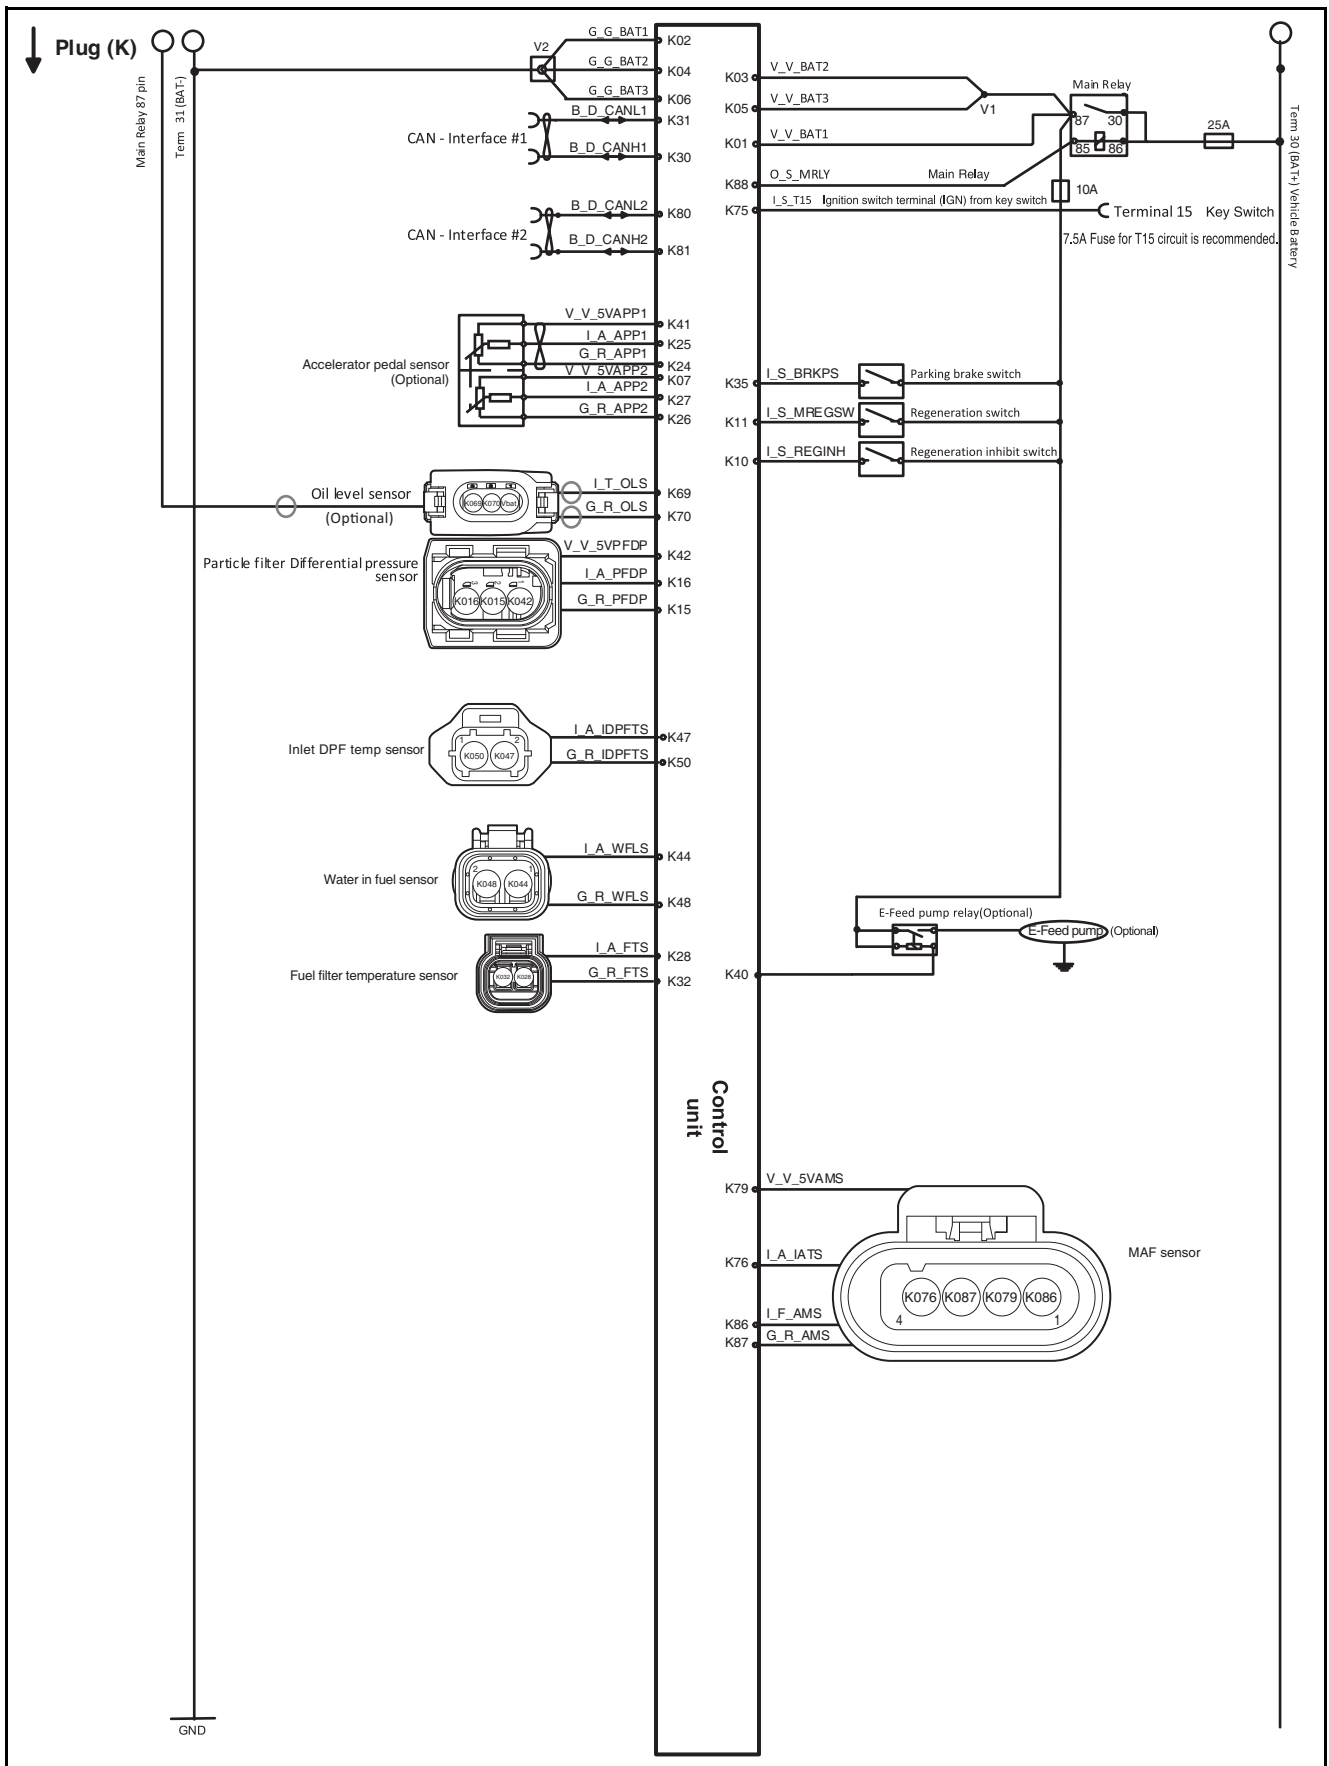 Plug (K)
Main Relay 87 pin
Term 31 (BAT-)
V2
G_G_BAT1
K02
G_G_BAT2
K04
G_G_BAT3
K06
CAN - Interface #1
B_D_CANL1
K31
B_D_CANH1
K30
CAN - Interface #2
B_D_CANL2
K80
B_D_CANH2
K81
Accelerator pedal sensor
(Optional)
V_V_5VAPP1
K41
I_A_APP1
K25
G_R_APP1
K24
V_V_5VAPP2
K07
I_A_APP2
K27
G_R_APP2
K26
Oil level sensor
(Optional)
K069 K070 Vbat
I_T_OLS
K69
G_R_OLS
K70
Particle filter Differential pressure
sensor
3 2 1
K016 K015 K042
V_V_5VPFDP
K42
I_A_PFDP
K16
G_R_PFDP
K15
Inlet DPF temp sensor
1 2
K050 K047
I_A_IDPFTS
K47
G_R_IDPFTS
K50
Water in fuel sensor
2 1
K048 K044
I_A_WFLS
K44
G_R_WFLS
K48
Fuel filter temperature sensor
K032 K028
I_A_FTS
K28
G_R_FTS
K32
GND
Control
unit
K03
V_V_BAT2
K05
V_V_BAT3
V1
K01
V_V_BAT1
Main Relay
87 30
85 86
25A
Term 30 (BAT+) Vehicle Battery
K88
O_S_MRLY
Main Relay
10A
K75
I_S_T15 Ignition switch terminal (IGN) from key switch
Terminal 15 Key Switch
7.5A Fuse for T15 circuit is recommended.
K35
I_S_BRKPS
Parking brake switch
K11
I_S_MREGSW
Regeneration switch
K10
I_S_REGINH
Regeneration inhibit switch
E-Feed pump relay(Optional)
E-Feed pump (Optional)
K40
K79
V_V_5VAMS
K76
I_A_IATS
K86
I_F_AMS
K87
G_R_AMS
MAF sensor
K076 K087 K079 K086
4 1